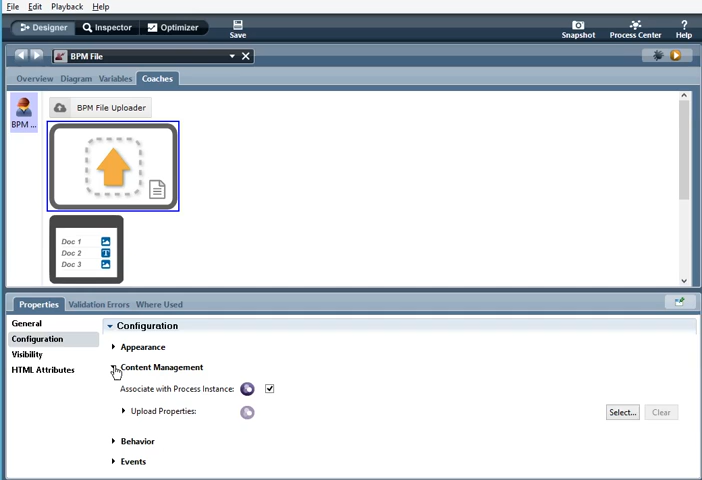 File Edit Playback Help
Designer Inspector Optimizer
Save
Snapshot Process Center Help
BPM File
Overview Diagram Variables Coaches
BPM ...
BPM File Uploader
Doc 1
Doc 2 T
Doc 3
Properties Validation Errors Where Used
General
Configuration
Visibility
HTML Attributes
Configuration
Appearance
Content Management
Associate with Process Instance:
Upload Properties: Select... Clear
Behavior
Events